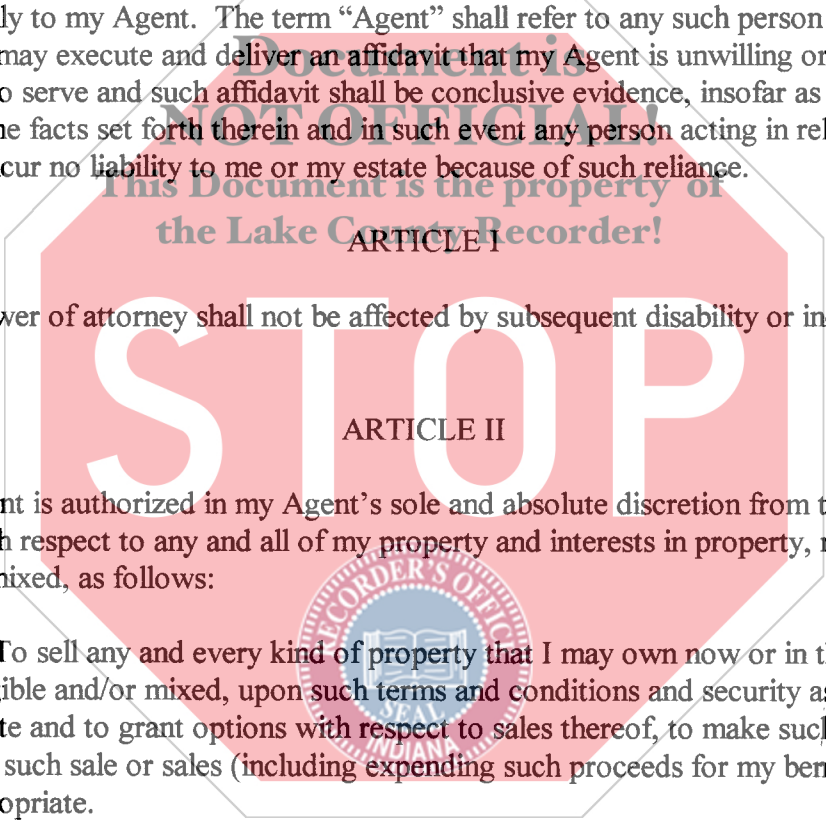 ly to my Agent. The term “Agent” shall refer to any such person
Document is
may execute and deliver an affidavit that my Agent is unwilling or
o serve and such affidavit shall be conclusive evidence, insofar as
NOT OFFICIAL!
e facts set forth therein and in such event any person acting in rel
cur no liability to me or my estate because of such reliance.
This Document is the property of
the Lake County Recorder!
ARTICLE I
wer of attorney shall not be affected by subsequent disability or in
STOP
ARTICLE II
nt is authorized in my Agent’s sole and absolute discretion from t
h respect to any and all of my property and interests in property, r
nixed, as follows:
RECORDER'S OFFICE
To sell any and every kind of property that I may own now or in th
ible and/or mixed, upon such terms and conditions and security as
SEAL
te and to grant options with respect to sales thereof, to make such
INDIANA
such sale or sales (including expending such proceeds for my ben
opriate.